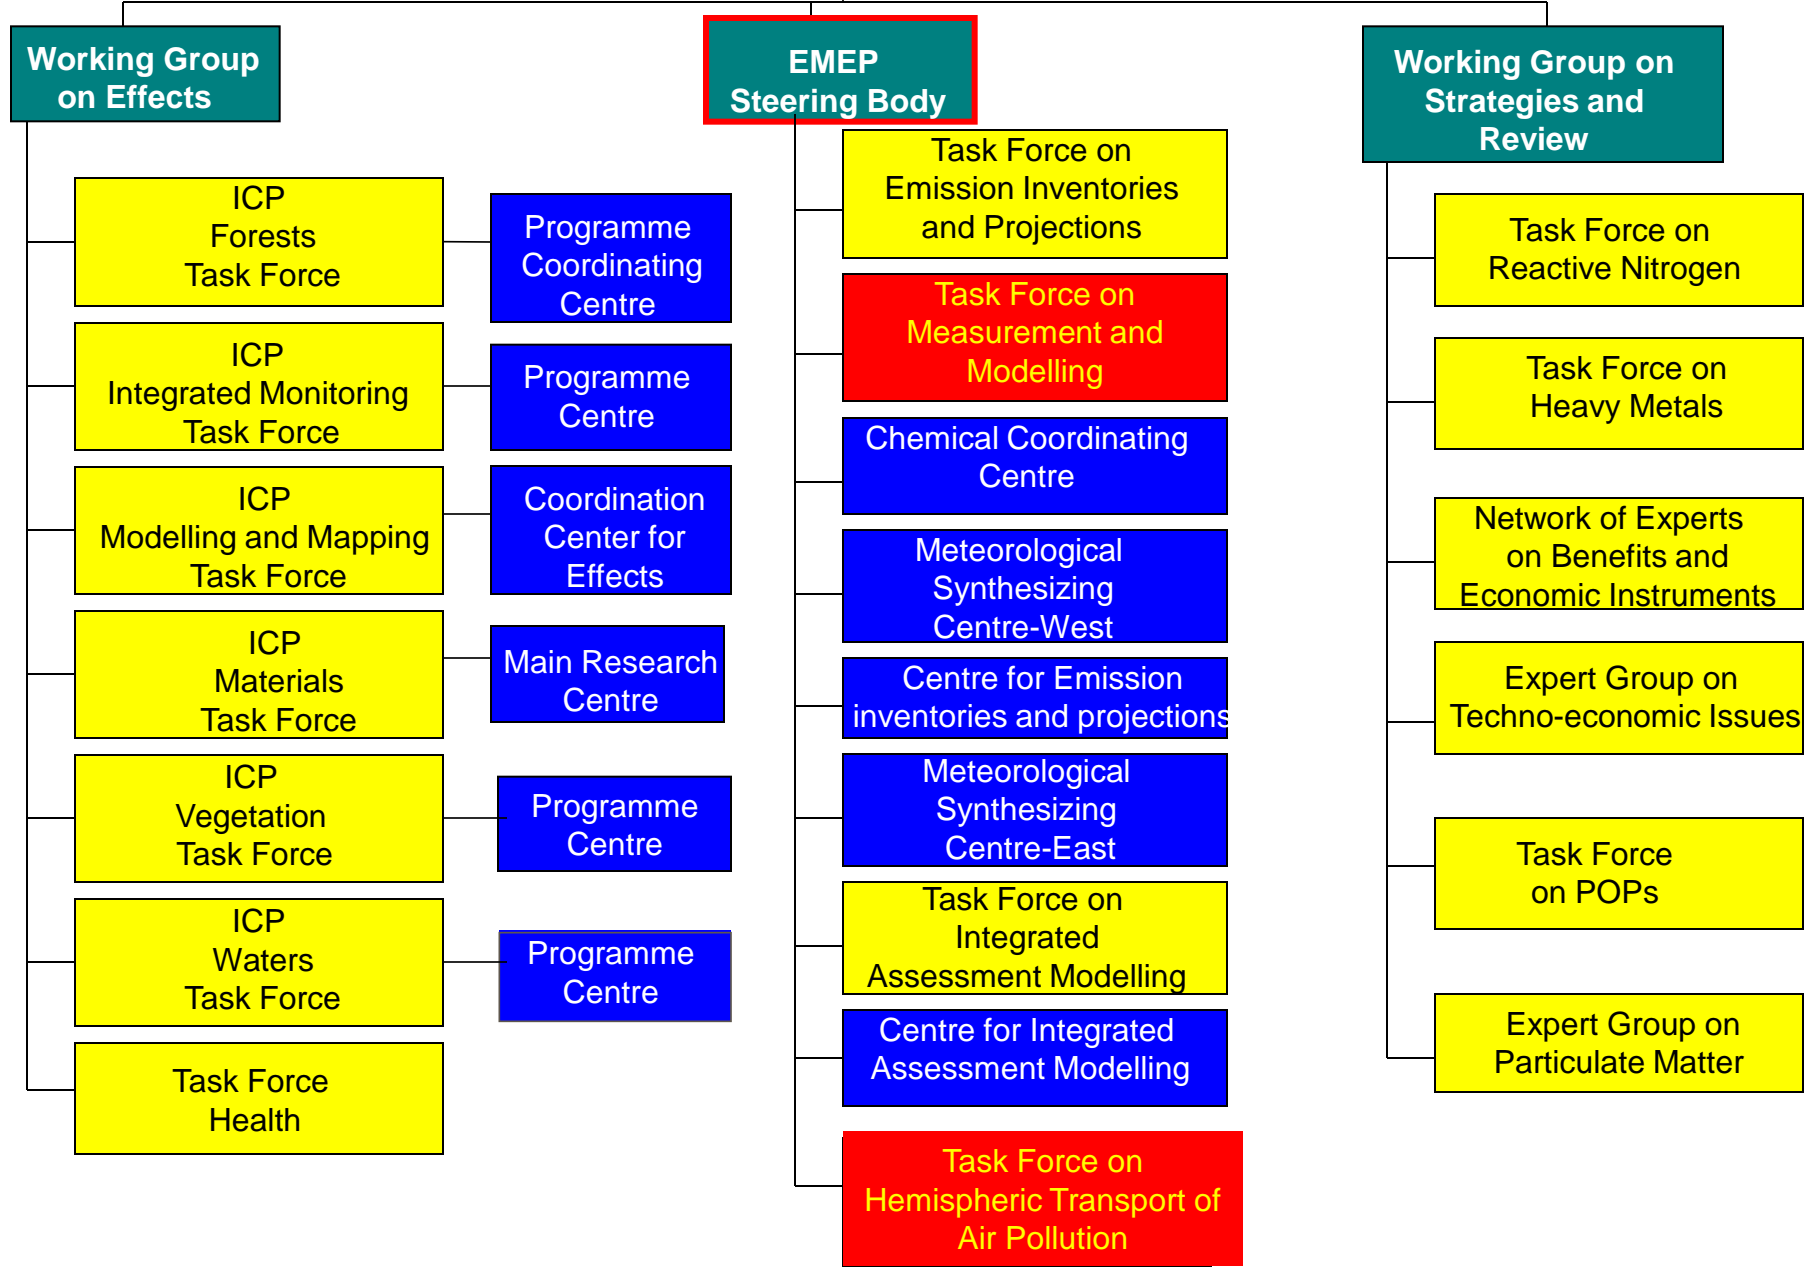 Working Group
on Effects
ICP
Forests
Task Force
Programme
Coordinating
Centre
ICP
Integrated Monitoring
Task Force
Programme
Centre
ICP
Modelling and Mapping
Task Force
Coordination
Center for
Effects
ICP
Materials
Task Force
Main Research
Centre
ICP
Vegetation
Task Force
Programme
Centre
ICP
Waters
Task Force
Programme
Centre
Task Force
Health
EMEP
Steering Body
Task Force on
Emission Inventories
and Projections
Task Force on
Measurement and
Modelling
Chemical Coordinating
Centre
Meteorological
Synthesizing
Centre-West
Centre for Emission
inventories and projections
Meteorological
Synthesizing
Centre-East
Task Force on
Integrated
Assessment Modelling
Centre for Integrated
Assessment Modelling
Task Force on
Hemispheric Transport of
Air Pollution
Working Group on
Strategies and
Review
Task Force on
Reactive Nitrogen
Task Force on
Heavy Metals
Network of Experts
on Benefits and
Economic Instruments
Expert Group on
Techno-economic Issues
Task Force
on POPs
Expert Group on
Particulate Matter